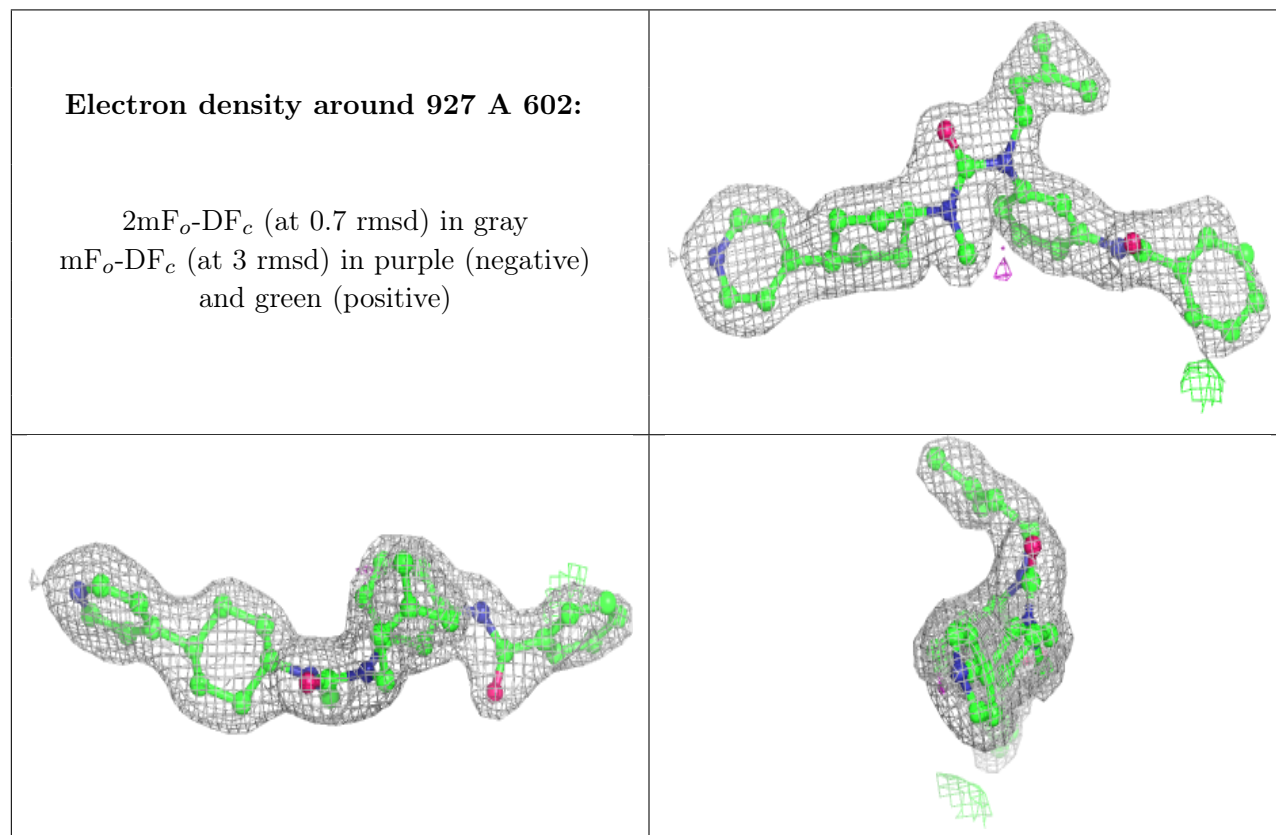 Electron density around 927 A 602:
2mFₒ-DF𝒸 (at 0.7 rmsd) in gray
mFₒ-DF𝒸 (at 3 rmsd) in purple (negative)
and green (positive)